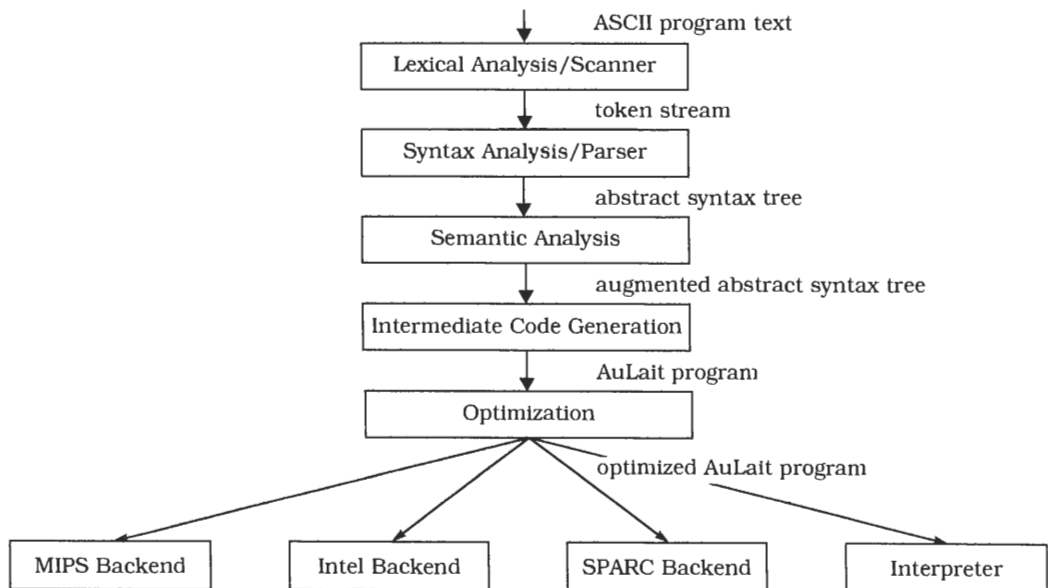 ASCII program text
Lexical Analysis/Scanner
token stream
Syntax Analysis/Parser
abstract syntax tree
Semantic Analysis
augmented abstract syntax tree
Intermediate Code Generation
AuLait program
Optimization
optimized AuLait program
MIPS Backend
Intel Backend
SPARC Backend
Interpreter